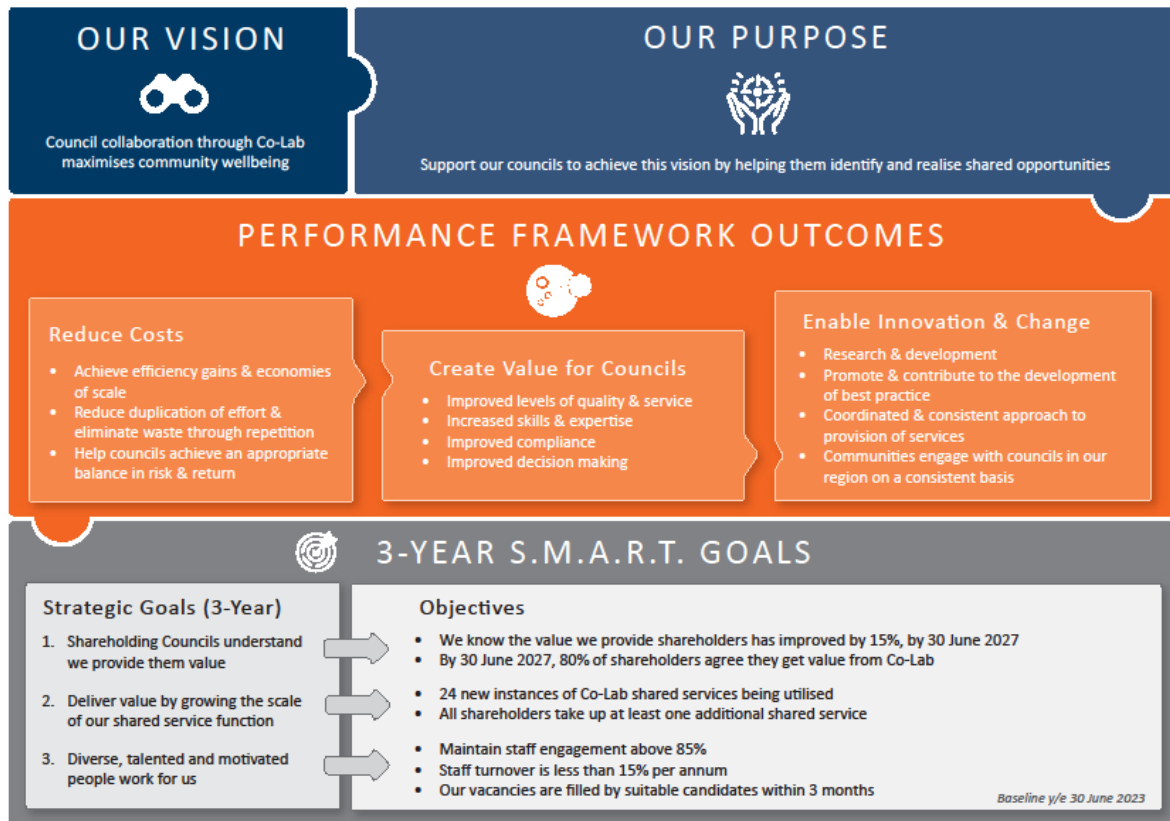 OUR VISION
Council collaboration through Co-Lab
maximises community wellbeing
OUR PURPOSE
Support our councils to achieve this vision by helping them identify and realise shared opportunities
PERFORMANCE FRAMEWORK OUTCOMES
Reduce Costs
• Achieve efficiency gains & economies
of scale
• Reduce duplication of effort &
eliminate waste through repetition
• Help councils achieve an appropriate
balance in risk & return
Create Value for Councils
• Improved levels of quality & service
• Increased skills & expertise
• Improved compliance
• Improved decision making
Enable Innovation & Change
• Research & development
• Promote & contribute to the development
of best practice
• Coordinated & consistent approach to
provision of services
• Communities engage with councils in our
region on a consistent basis
3-YEAR S.M.A.R.T. GOALS
Strategic Goals (3-Year)
1. Shareholding Councils understand
we provide them value
2. Deliver value by growing the scale
of our shared service function
3. Diverse, talented and motivated
people work for us
Objectives
• We know the value we provide shareholders has improved by 15%, by 30 June 2027
• By 30 June 2027, 80% of shareholders agree they get value from Co-Lab
• 24 new instances of Co-Lab shared services being utilised
• All shareholders take up at least one additional shared service
• Maintain staff engagement above 85%
• Staff turnover is less than 15% per annum
• Our vacancies are filled by suitable candidates within 3 months
Baseline y/e 30 June 2023